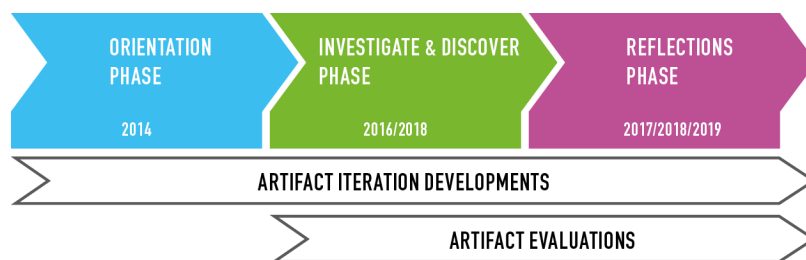 ORIENTATION
PHASE
2014
INVESTIGATE & DISCOVER
PHASE
2016/2018
REFLECTIONS
PHASE
2017/2018/2019
ARTIFACT ITERATION DEVELOPMENTS
ARTIFACT EVALUATIONS